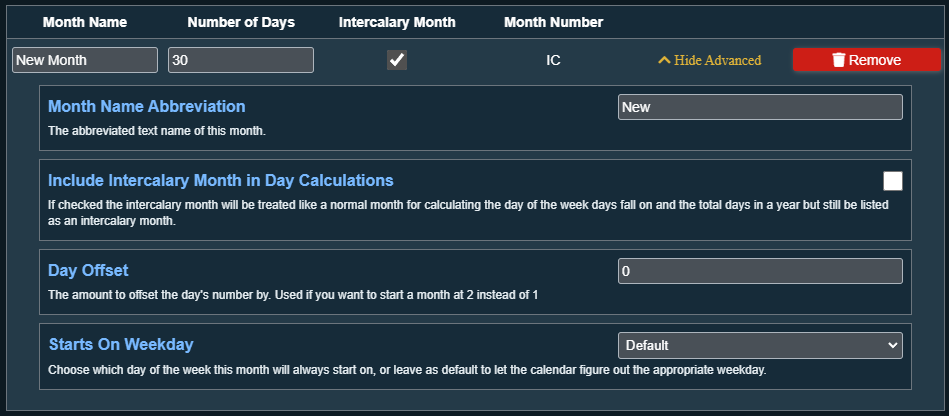 Month Name Number of Days Intercalary Month Month Number
New Month 30 IC Hide Advanced Remove
Month Name Abbreviation New
The abbreviated text name of this month.
Include Intercalary Month in Day Calculations
If checked the intercalary month will be treated like a normal month for calculating the day of the week days fall on and the total days in a year but still be listed
as an intercalary month.
Day Offset 0
The amount to offset the day's number by. Used if you want to start a month at 2 instead of 1
Starts On Weekday Default
Choose which day of the week this month will always start on, or leave as default to let the calendar figure out the appropriate weekday.